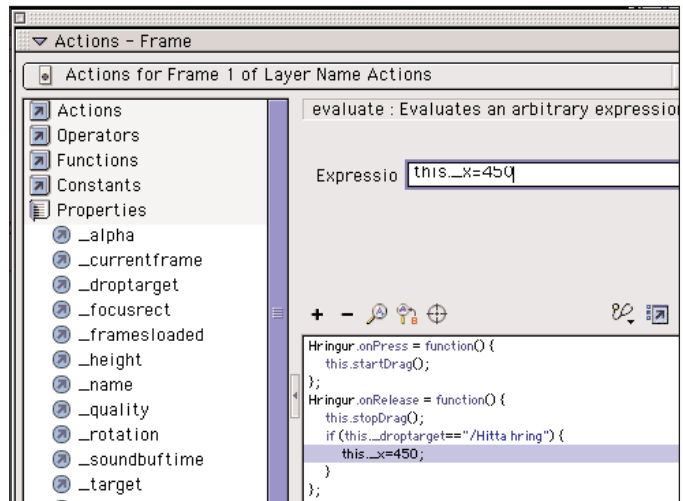 Actions - Frame
Actions for Frame 1 of Layer Name Actions
Actions
Operators
Functions
Constants
Properties
_alpha
_currentframe
_droptarget
_focusrect
_framesloaded
_height
_name
_quality
_rotation
_soundbuftime
_target
evaluate : Evaluates an arbitrary expressio
Expressio this._x=450
Hringur.onPress = function() {
this.startDrag();
};
Hringur.onRelease = function() {
this.stopDrag();
if (this._droptarget=="/Hitta hring") {
this._x=450;
}
};